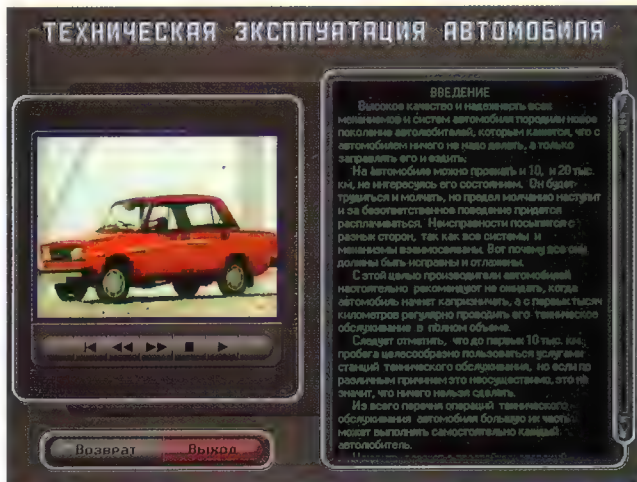 ТЕХНИЧЕСКАЯ ЭКСПЛУАТАЦИЯ АВТОМОБИЛЯ
ВВЕДЕНИЕ
Высокое качество и надежность всех
механизмов и систем автомобиля породили новое
поколение автолюбителей, которым кажется, что с
автомобилем ничего не надо делать, а только
заправлять его и ездить.
На автомобиле можно проехать и 10, и 20 тыс.
км, не интересуясь его состоянием. Он будет
трудиться и молчать, но предел молчанию наступит
и за безответственное поведение придется
расплачиваться. Неисправности посыпятся с
разных сторон, так как все системы и
механизмы взаимосвязаны. Вот почему все они
должны быть исправны и отлажены.
С этой целью производители автомобилей
настоятельно рекомендуют не ожидать, когда
автомобиль начнет капризничать, а с первых тысяч
километров регулярно проводить его техническое
обслуживание в полном объеме.
Следует отметить, что до первых 10 тыс. км.
пробега целесообразно пользоваться услугами
станций технического обслуживания, но если по
различным причинам это неосуществимо, это не
значит, что ничего нельзя сделать.
Из всего перечня операций технического
обслуживания автомобиля большую их часть
может выполнять самостоятельно каждый
автолюбитель.
Возврат Выход